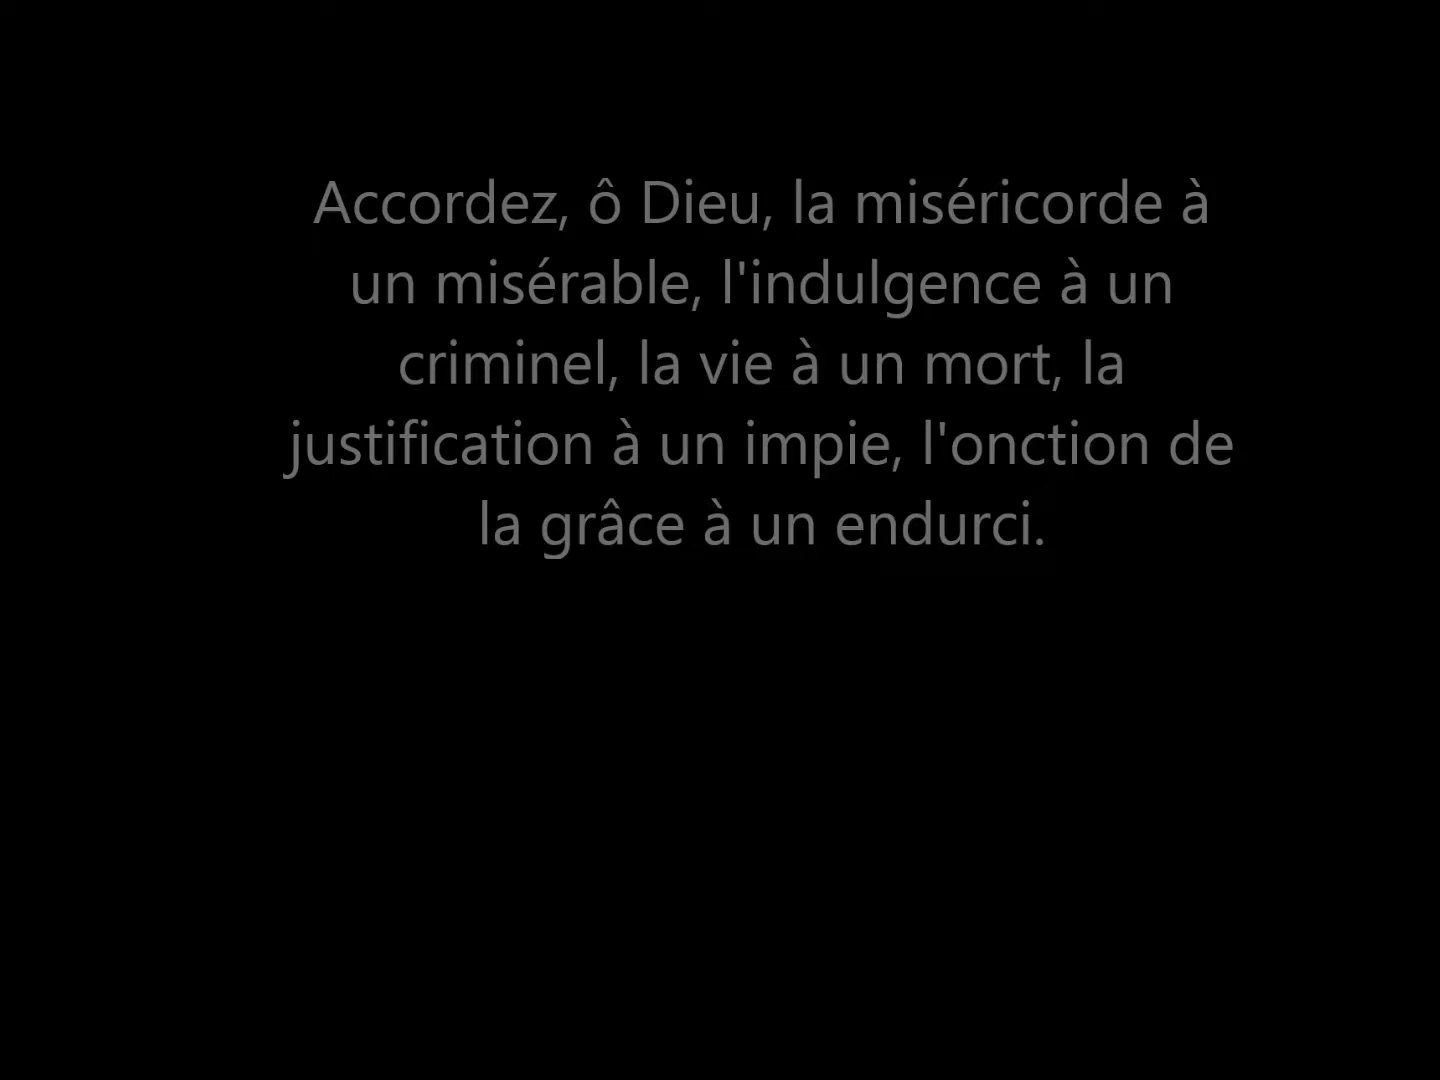 Accordez, ô Dieu, la miséricorde à
un misérable, l'indulgence à un
criminel, la vie à un mort, la
justification à un impie, l'onction de
la grâce à un endurci.